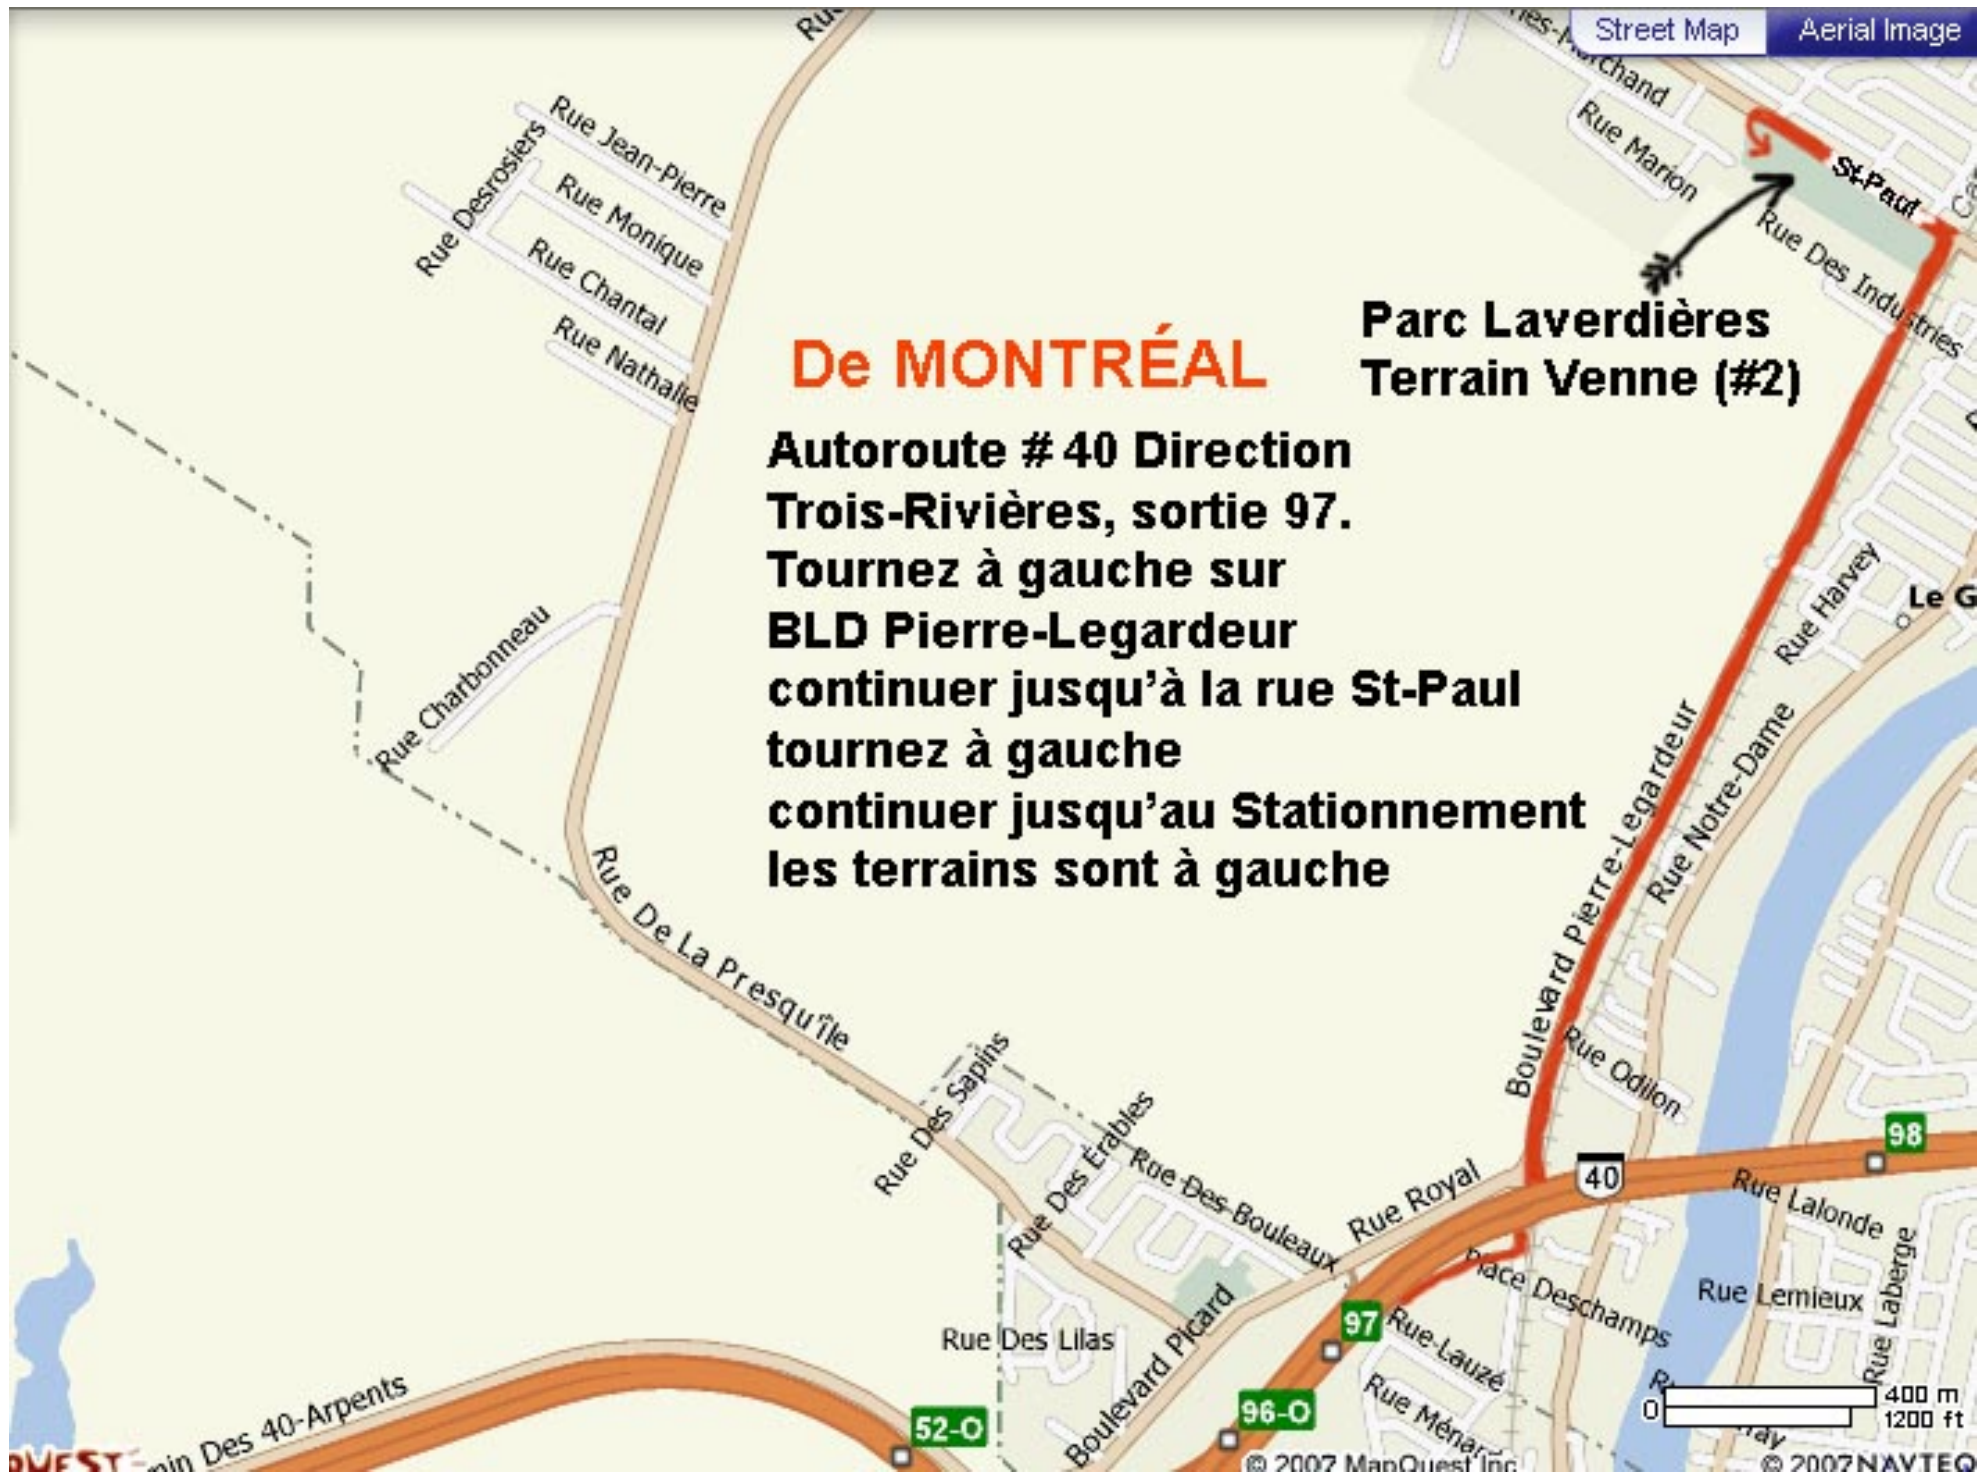 Street Map
Aerial Image
Rue Jean-Pierre
Rue Desrosiers
Rue Monique
Rue Chantal
Rue Nathalie
Rue Marion
St-Paul
Rue Des Industries
Parc Laverdières
Terrain Venne (#2)
De MONTRÉAL
Autoroute # 40 Direction
Trois-Rivières, sortie 97.
Tournez à gauche sur
BLD Pierre-Legardeur
continuer jusqu'à la rue St-Paul
tournez à gauche
continuer jusqu'au Stationnement
les terrains sont à gauche
Rue Harvey
Le G
Rue Charbonneau
Boulevard Pierre-Legardeur
Rue Notre-Dame
Rue De La Presqu'île
Rue Odilon
Rue Des Sapins
Rue Des Érables
Rue Des Bouleaux
Rue Royal
40
98
Rue Lalonde
Place Deschamps
Rue Lemieux
Rue Laberge
97
Rue Lauzé
Rue Des Lilas
Boulevard Picard
Rue Ménard
96-O
52-O
min Des 40-Arpents
0
400 m
1200 ft
© 2007 MapQuest Inc
© 2007 NAVTEQ